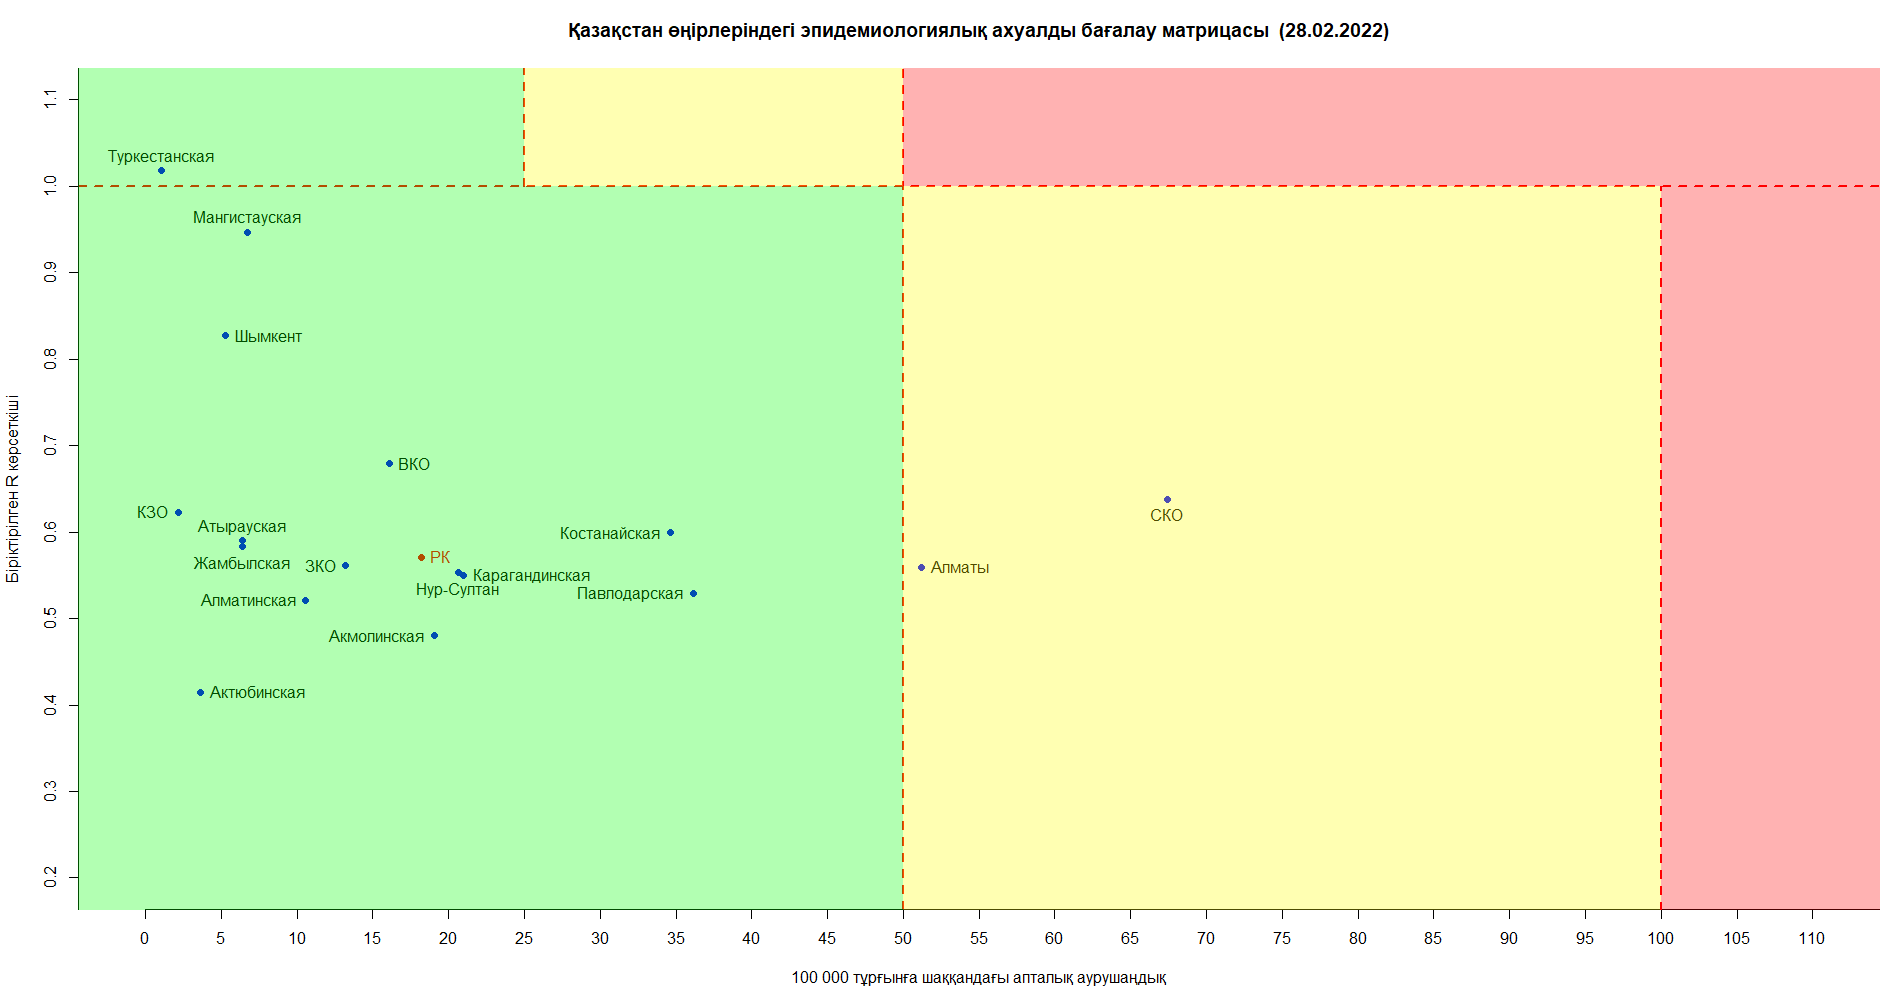 Қазақстан өңірлеріндегі эпидемиологиялық ахуалды бағалау матрицасы (28.02.2022)
1.1
Туркестанская
1.0
Мангистауская
0.9
Шымкент
0.8
0.7
ВКО
КЗО
СКО
Атырауская
0.6
Костанайская
РК
Жамбылская
ЗКО
Алматы
Карагандинская
Нур-Султан
Павлодарская
Алматинская
0.5
Акмолинская
Актюбинская
0.4
0.3
0.2
Біріктірілген R көрсеткіші
0 5 10 15 20 25 30 35 40 45 50 55 60 65 70 75 80 85 90 95 100 105 110
100 000 тұрғынға шаққандағы апталық аурушаңдық